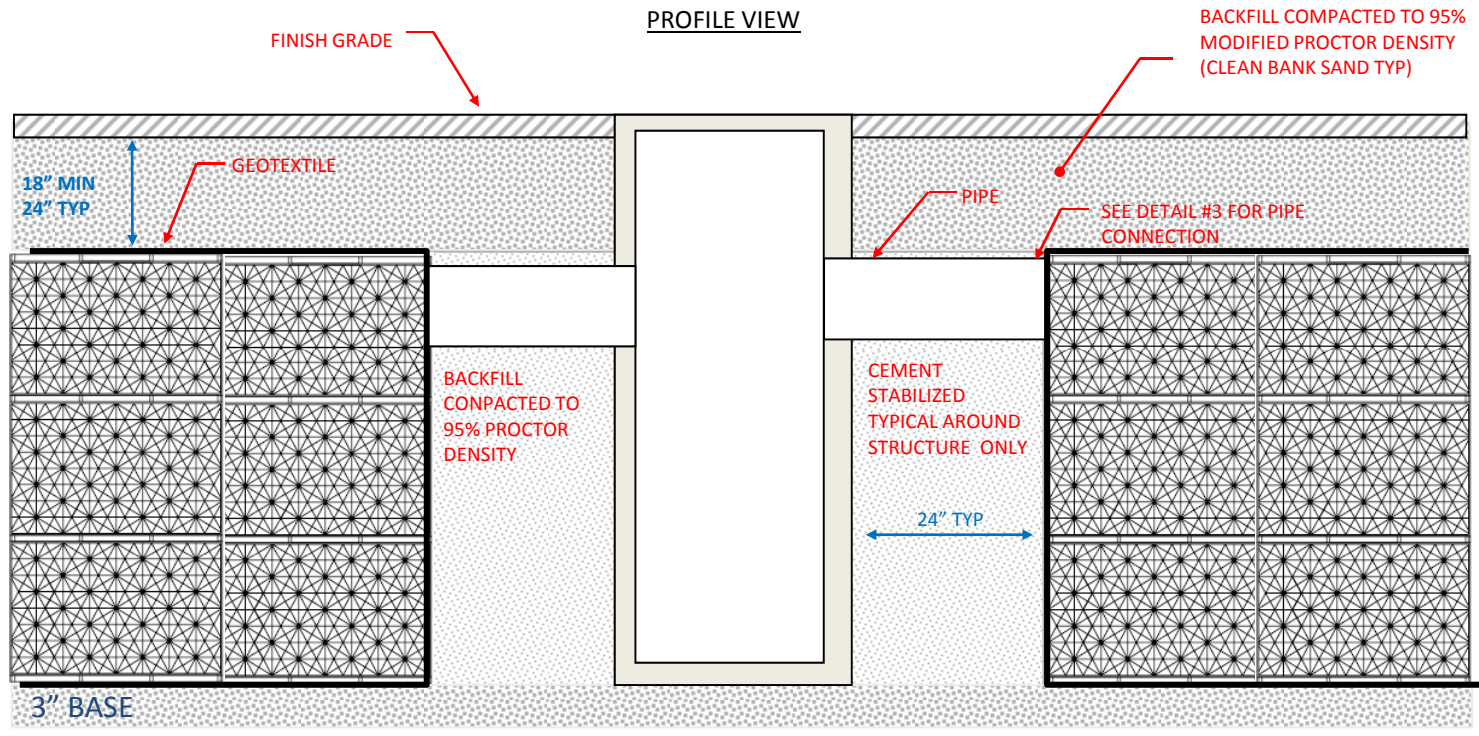 PROFILE VIEW
FINISH GRADE
BACKFILL COMPACTED TO 95%
MODIFIED PROCTOR DENSITY
(CLEAN BANK SAND TYP)
GEOTEXTILE
18” MIN
24” TYP
PIPE
SEE DETAIL #3 FOR PIPE
CONNECTION
BACKFILL
CONPACTED TO
95% PROCTOR
DENSITY
CEMENT
STABILIZED
TYPICAL AROUND
STRUCTURE ONLY
24” TYP
3” BASE